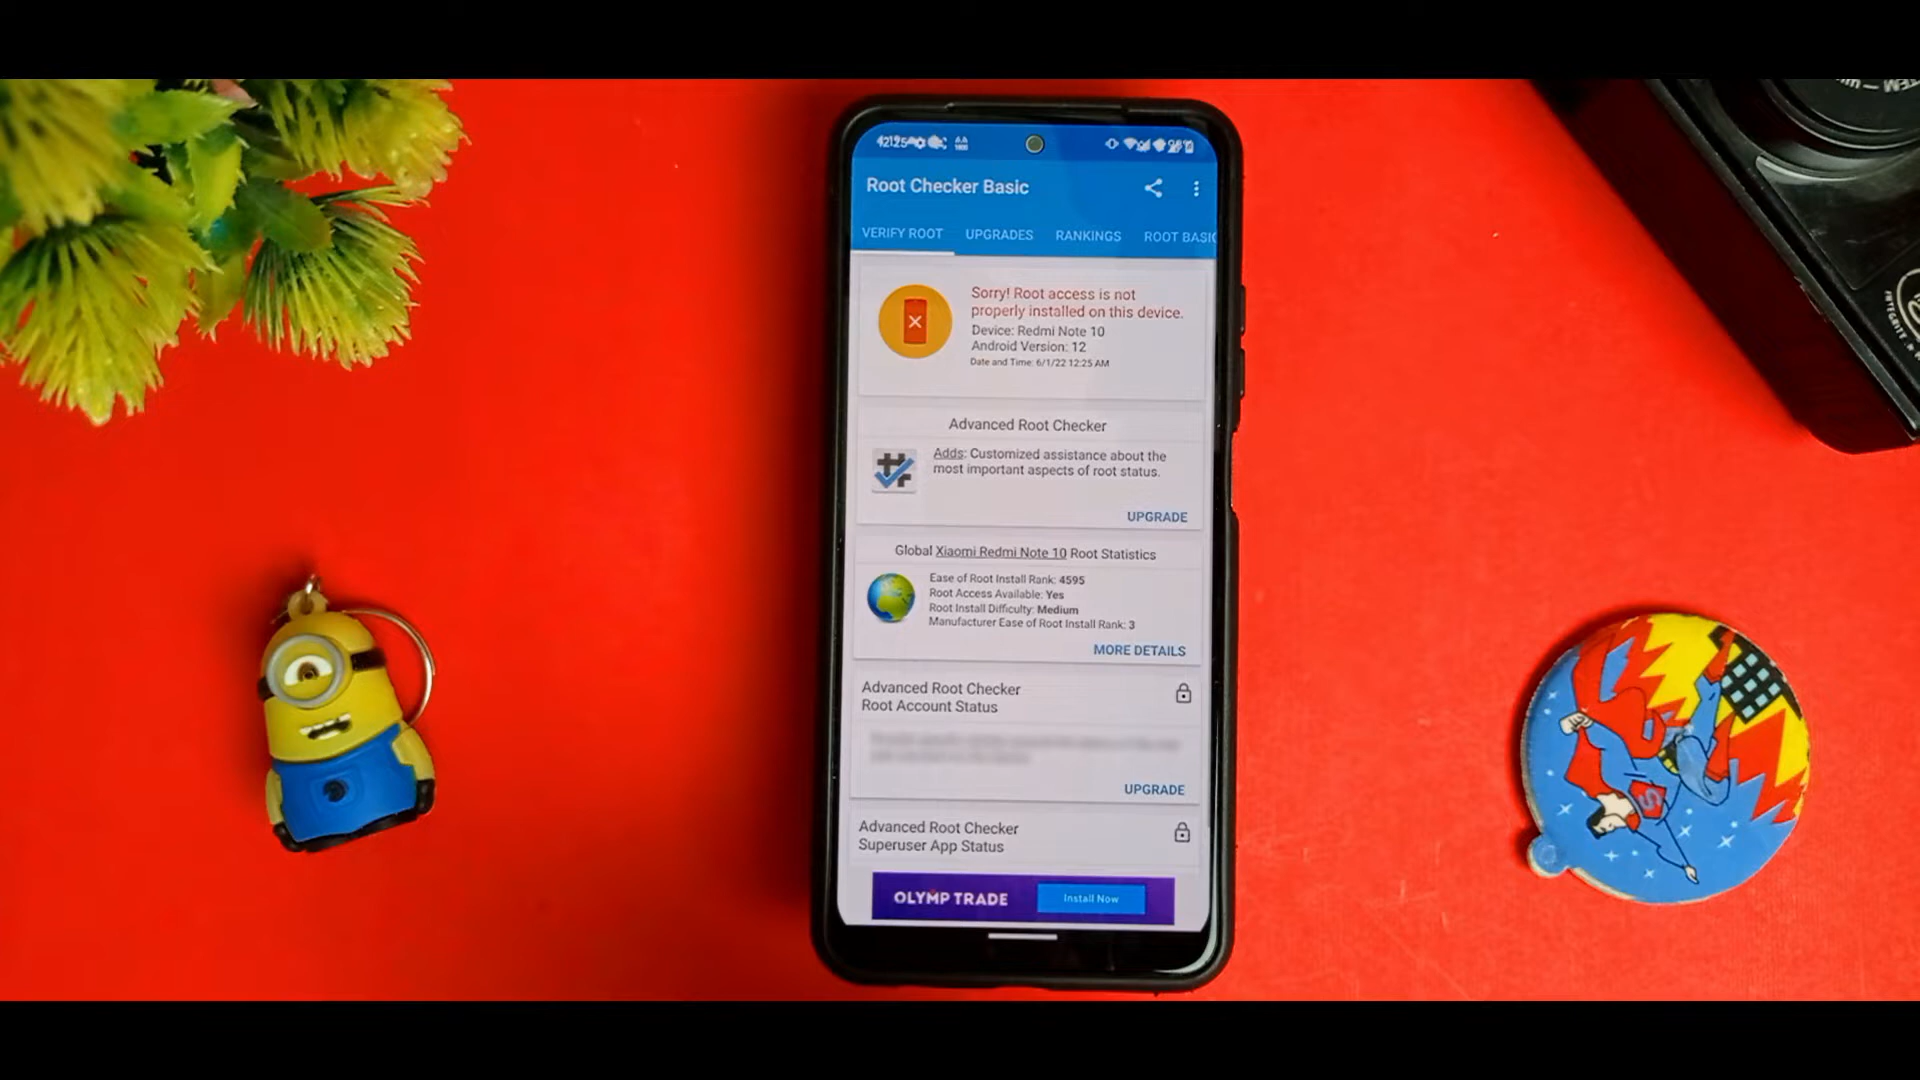 Root Checker Basic
VERIFY ROOT UPGRADES RANKINGS ROOT BASIC
Sorry! Root access is not
properly installed on this device.
Device: Redmi Note 10
Android Version: 12
Date and Time: 6/1/22 12:25 AM
Advanced Root Checker
Adds: Customized assistance about the
most important aspects of root status.
UPGRADE
Global Xiaomi Redmi Note 10 Root Statistics
Ease of Root Install Rank: 4595
Root Access Available: Yes
Root Install Difficulty: Medium
Manufacturer Ease of Root Install Rank: 3
MORE DETAILS
Advanced Root Checker
Root Account Status
UPGRADE
Advanced Root Checker
Superuser App Status
OLYMP TRADE
Install Now
S